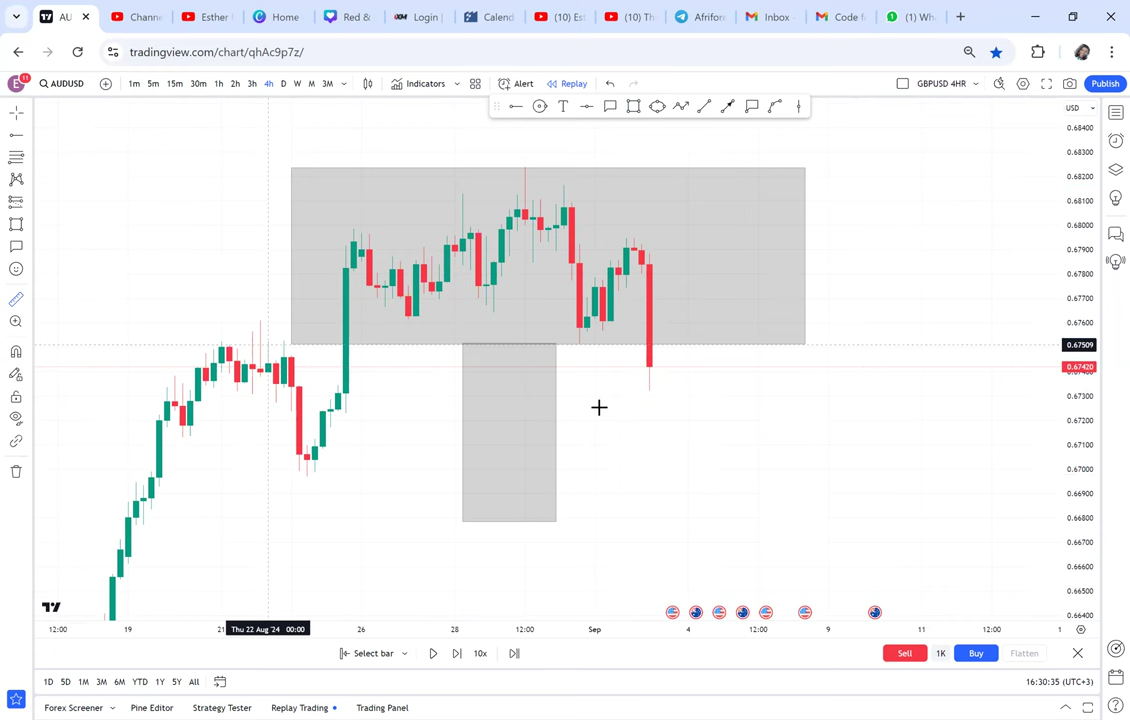 AU
Channe
Esther
Home
Red &
XM Login
Calend
(10) Es
(10) Th
Afrifor
Inbox
Code f
(1) Wh
tradingview.com/chart/qhAc9p7z/
E 11 AUDUSD 1m 5m 15m 30m 1h 2h 3h 4h D W M 3M Indicators Alert Replay GBPUSD 4HR Publish
USD
0.68400
0.68300
0.68200
0.68100
0.68000
0.67900
0.67800
0.67700
0.67600
0.67509
0.67420
0.67300
0.67200
0.67100
0.67000
0.66900
0.66800
0.66700
0.66600
0.66500
0.66400
12:00 19 21 Thu 22 Aug '24 00:00 26 28 12:00 Sep 4 12:00 9 11 12:00 1
Select bar 10x Sell 1K Buy Flatten
1D 5D 1M 3M 6M YTD 1Y 5Y All 16:30:35 (UTC+3)
Forex Screener Pine Editor Strategy Tester Replay Trading Trading Panel